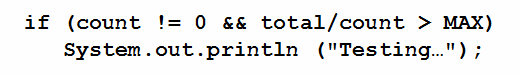 if (count != 0 && total/count > MAX)
System.out.println ("Testing…");